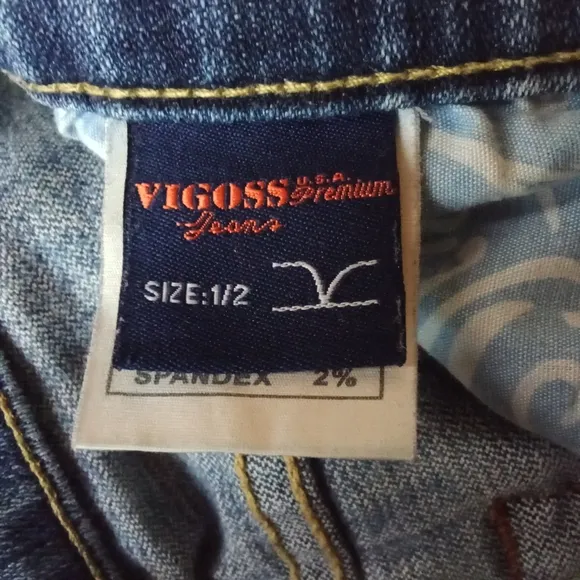 VIGOSS U.S.A. Premium
Jeans
SIZE:1/2
SPANDEX 2%